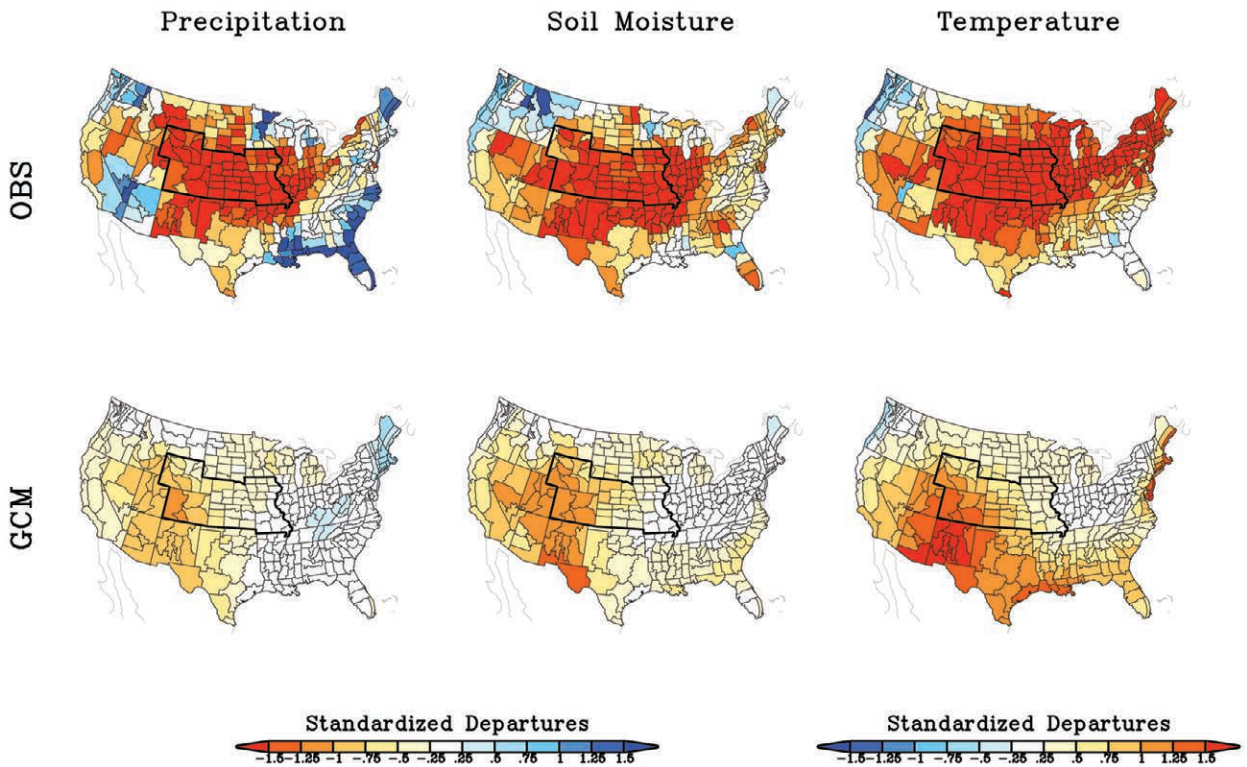 Precipitation Soil Moisture Temperature
OBS
GCM
Standardized Departures Standardized Departures
-1.5 -1.25 -1 -.75 -.5 -.25 .25 .5 .75 1 1.25 1.5 -1.5 -1.25 -1 -.75 -.5 -.25 .25 .5 .75 1 1.25 1.5